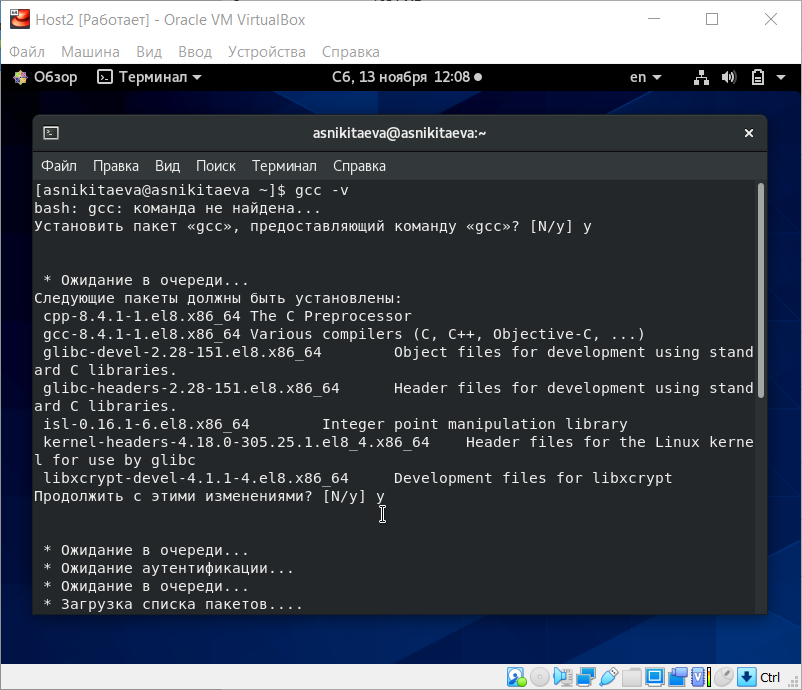 Host2 [Работает] - Oracle VM VirtualBox
Файл Машина Вид Ввод Устройства Справка
Обзор Терминал Сб, 13 ноября 12:08 en
asnikitaeva@asnikitaeva:~
Файл Правка Вид Поиск Терминал Справка
[asnikitaeva@asnikitaeva ~]$ gcc -v
bash: gcc: команда не найдена...
Установить пакет «gcc», предоставляющий команду «gcc»? [N/y] y
* Ожидание в очереди...
Следующие пакеты должны быть установлены:
cpp-8.4.1-1.el8.x86_64 The C Preprocessor
gcc-8.4.1-1.el8.x86_64 Various compilers (C, C++, Objective-C, ...)
glibc-devel-2.28-151.el8.x86_64 Object files for development using stand
ard C libraries.
glibc-headers-2.28-151.el8.x86_64 Header files for development using stand
ard C libraries.
isl-0.16.1-6.el8.x86_64 Integer point manipulation library
kernel-headers-4.18.0-305.25.1.el8_4.x86_64 Header files for the Linux kerne
l for use by glibc
libxcrypt-devel-4.1.1-4.el8.x86_64 Development files for libxcrypt
Продолжить с этими изменениями? [N/y] y
* Ожидание в очереди...
* Ожидание аутентификации...
* Ожидание в очереди...
* Загрузка списка пакетов....
Ctrl